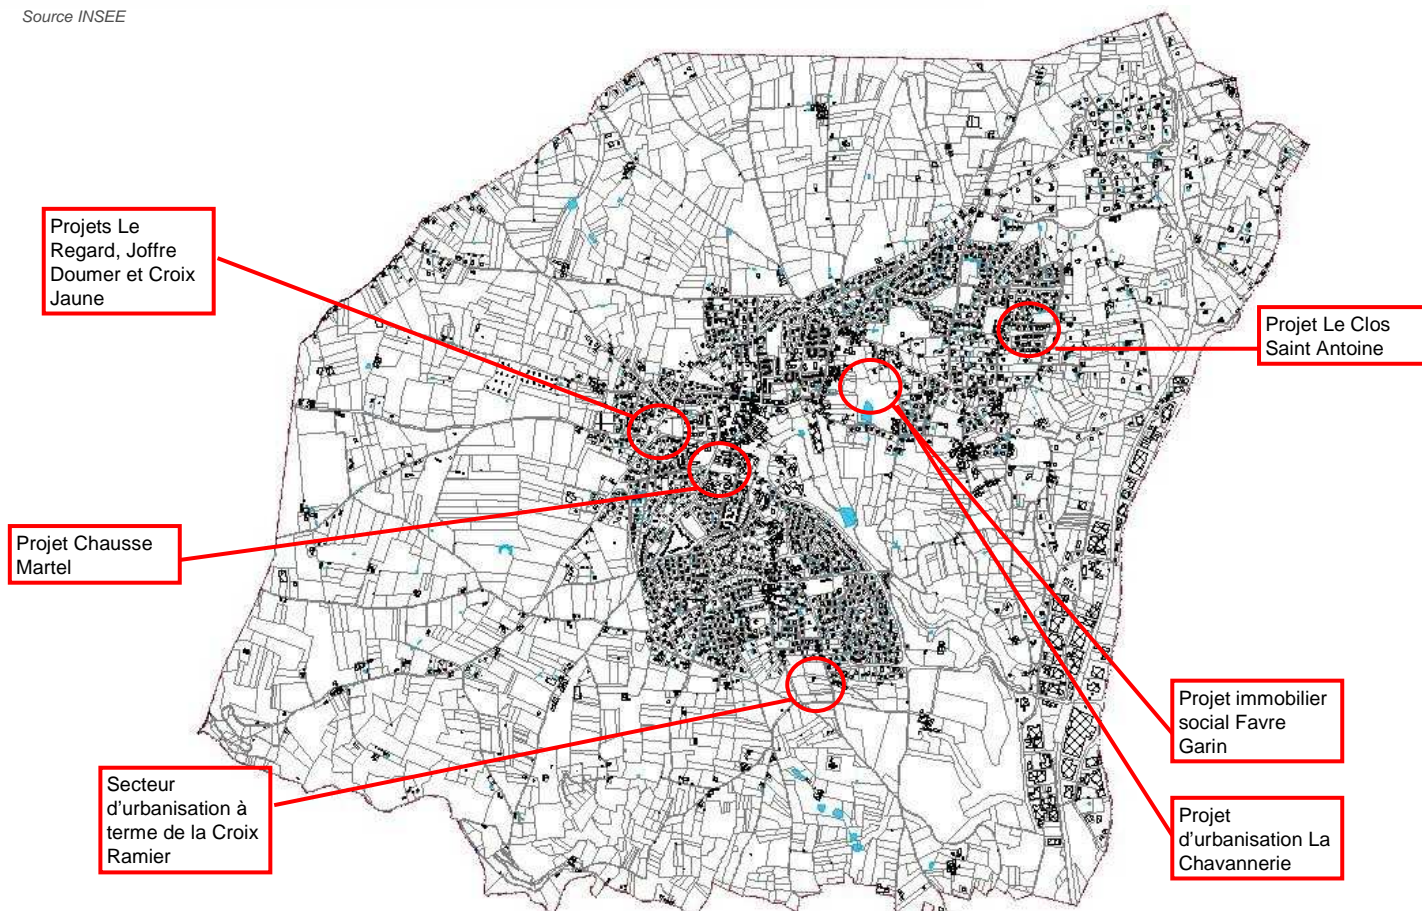 Source INSEE
Projets Le
Regard, Joffre
Doumer et Croix
Jaune
Projet Le Clos
Saint Antoine
Projet Chausse
Martel
Projet immobilier
social Favre
Garin
Secteur
d’urbanisation à
terme de la Croix
Ramier
Projet
d’urbanisation La
Chavannerie